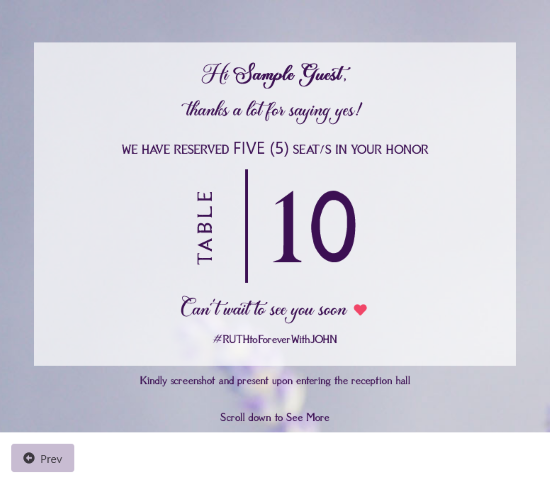 Hi Sample Guest,
thanks a lot for saying yes!
WE HAVE RESERVED FIVE (5) SEAT/S IN YOUR HONOR
TABLE 10
Can't wait to see you soon
#RUTHtoForeverWithJOHN
Kindly screenshot and present upon entering the reception hall
Scroll down to See More
Prev